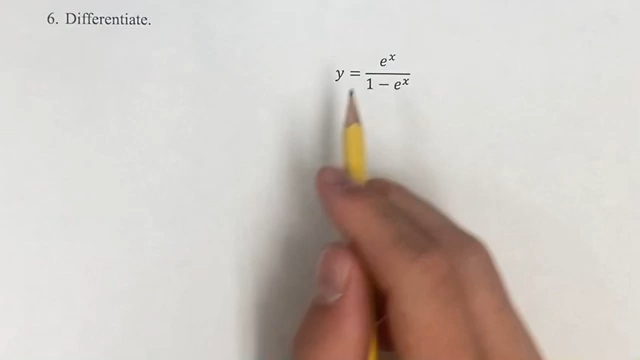 6. Differentiate.
y = e^x / (1 − e^x)